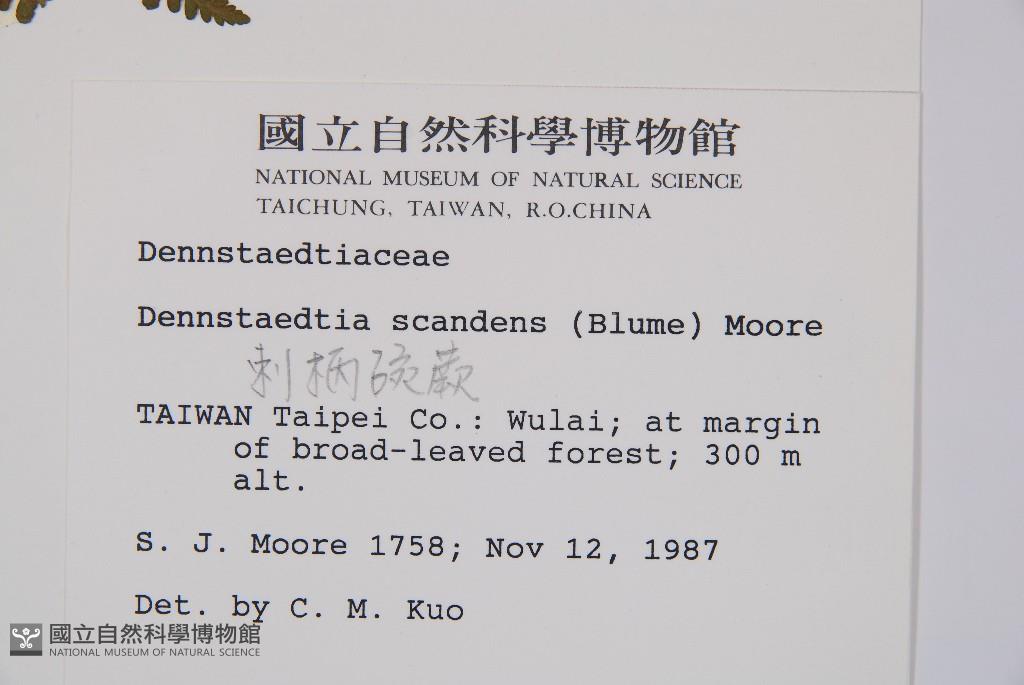 國立自然科學博物館
NATIONAL MUSEUM OF NATURAL SCIENCE
TAICHUNG, TAIWAN, R.O.CHINA
Dennstaedtiaceae
Dennstaedtia scandens (Blume) Moore
刺柄碗蕨
TAIWAN Taipei Co.: Wulai; at margin
of broad-leaved forest; 300 m
alt.
S. J. Moore 1758; Nov 12, 1987
Det. by C. M. Kuo
國立自然科學博物館
NATIONAL MUSEUM OF NATURAL SCIENCE